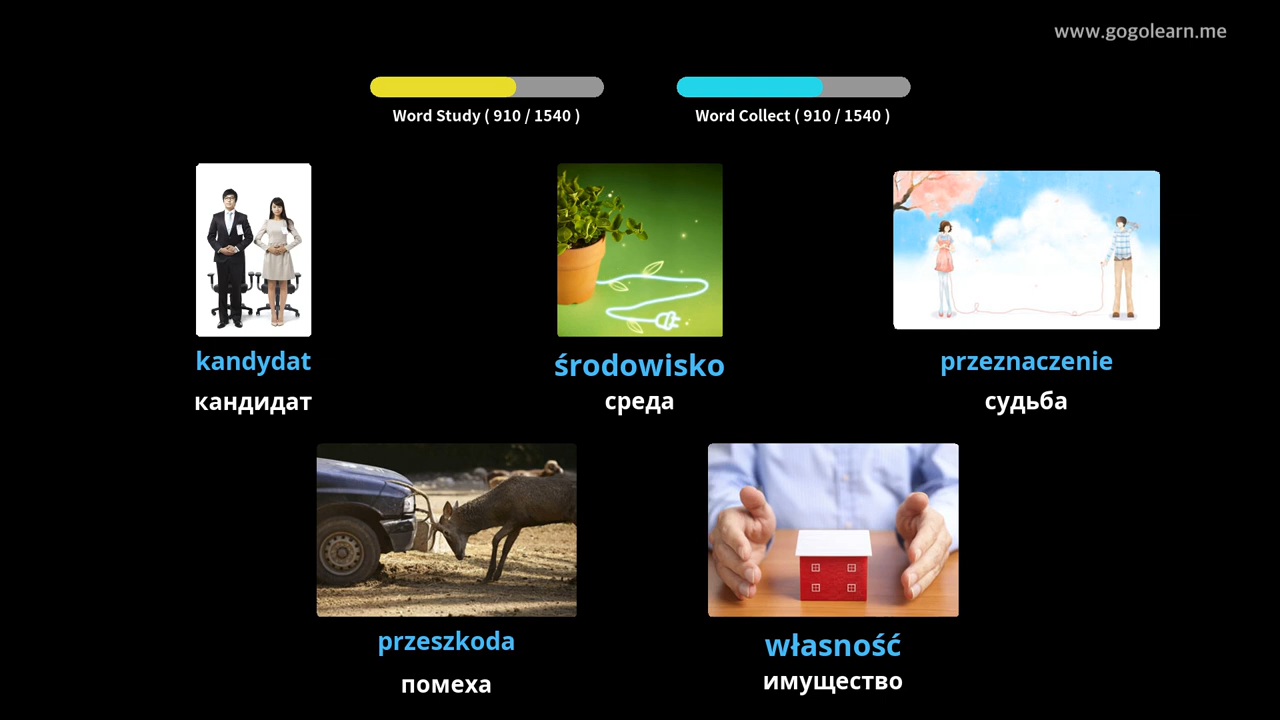 www.gogolearn.me
Word Study ( 910 / 1540 )
Word Collect ( 910 / 1540 )
kandydat
środowisko
przeznaczenie
кандидат
среда
судьба
przeszkoda
własność
помеха
имущество